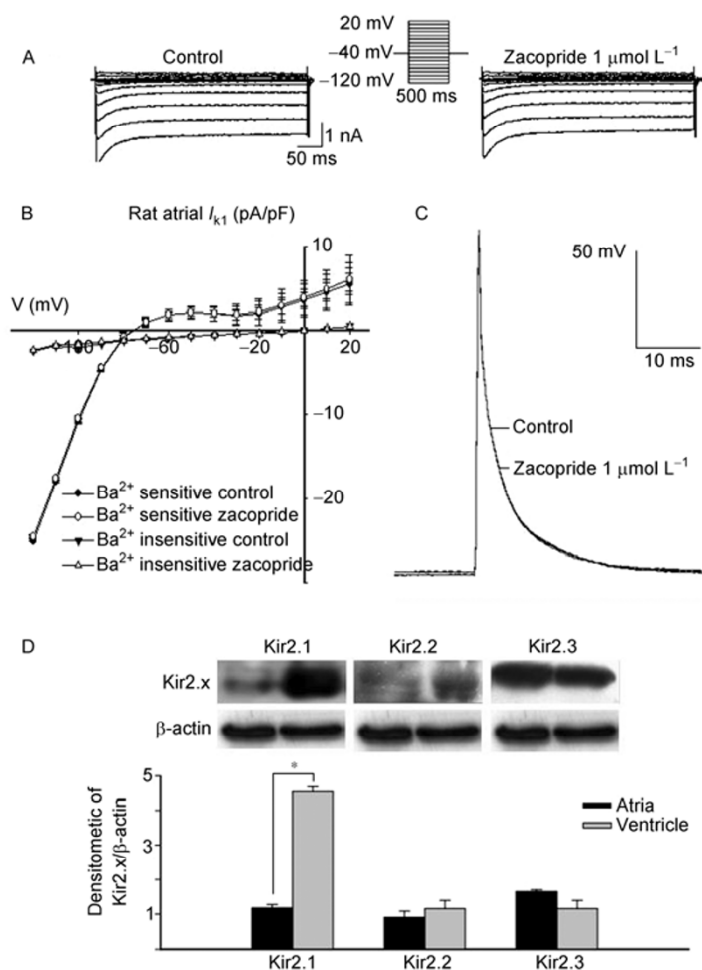 A
Control
20 mV
−40 mV
−120 mV
500 ms
Zacopride 1 μmol L⁻¹
1 nA
50 ms
B
Rat atrial Iₖ₁ (pA/pF)
10
V (mV)
−100
−60
−20
20
−10
−20
Ba²⁺ sensitive control
Ba²⁺ sensitive zacopride
Ba²⁺ insensitive control
Ba²⁺ insensitive zacopride
C
50 mV
10 ms
Control
Zacopride 1 μmol L⁻¹
D
Kir2.1 Kir2.2 Kir2.3
Kir2.x
β-actin
Densitometic of
Kir2.x/β-actin
5
3
1
*
Atria
Ventricle
Kir2.1 Kir2.2 Kir2.3